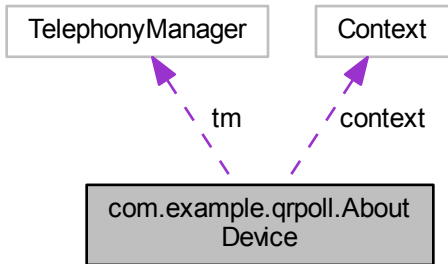 TelephonyManager
Context
tm
context
com.example.qrpoll.About
Device